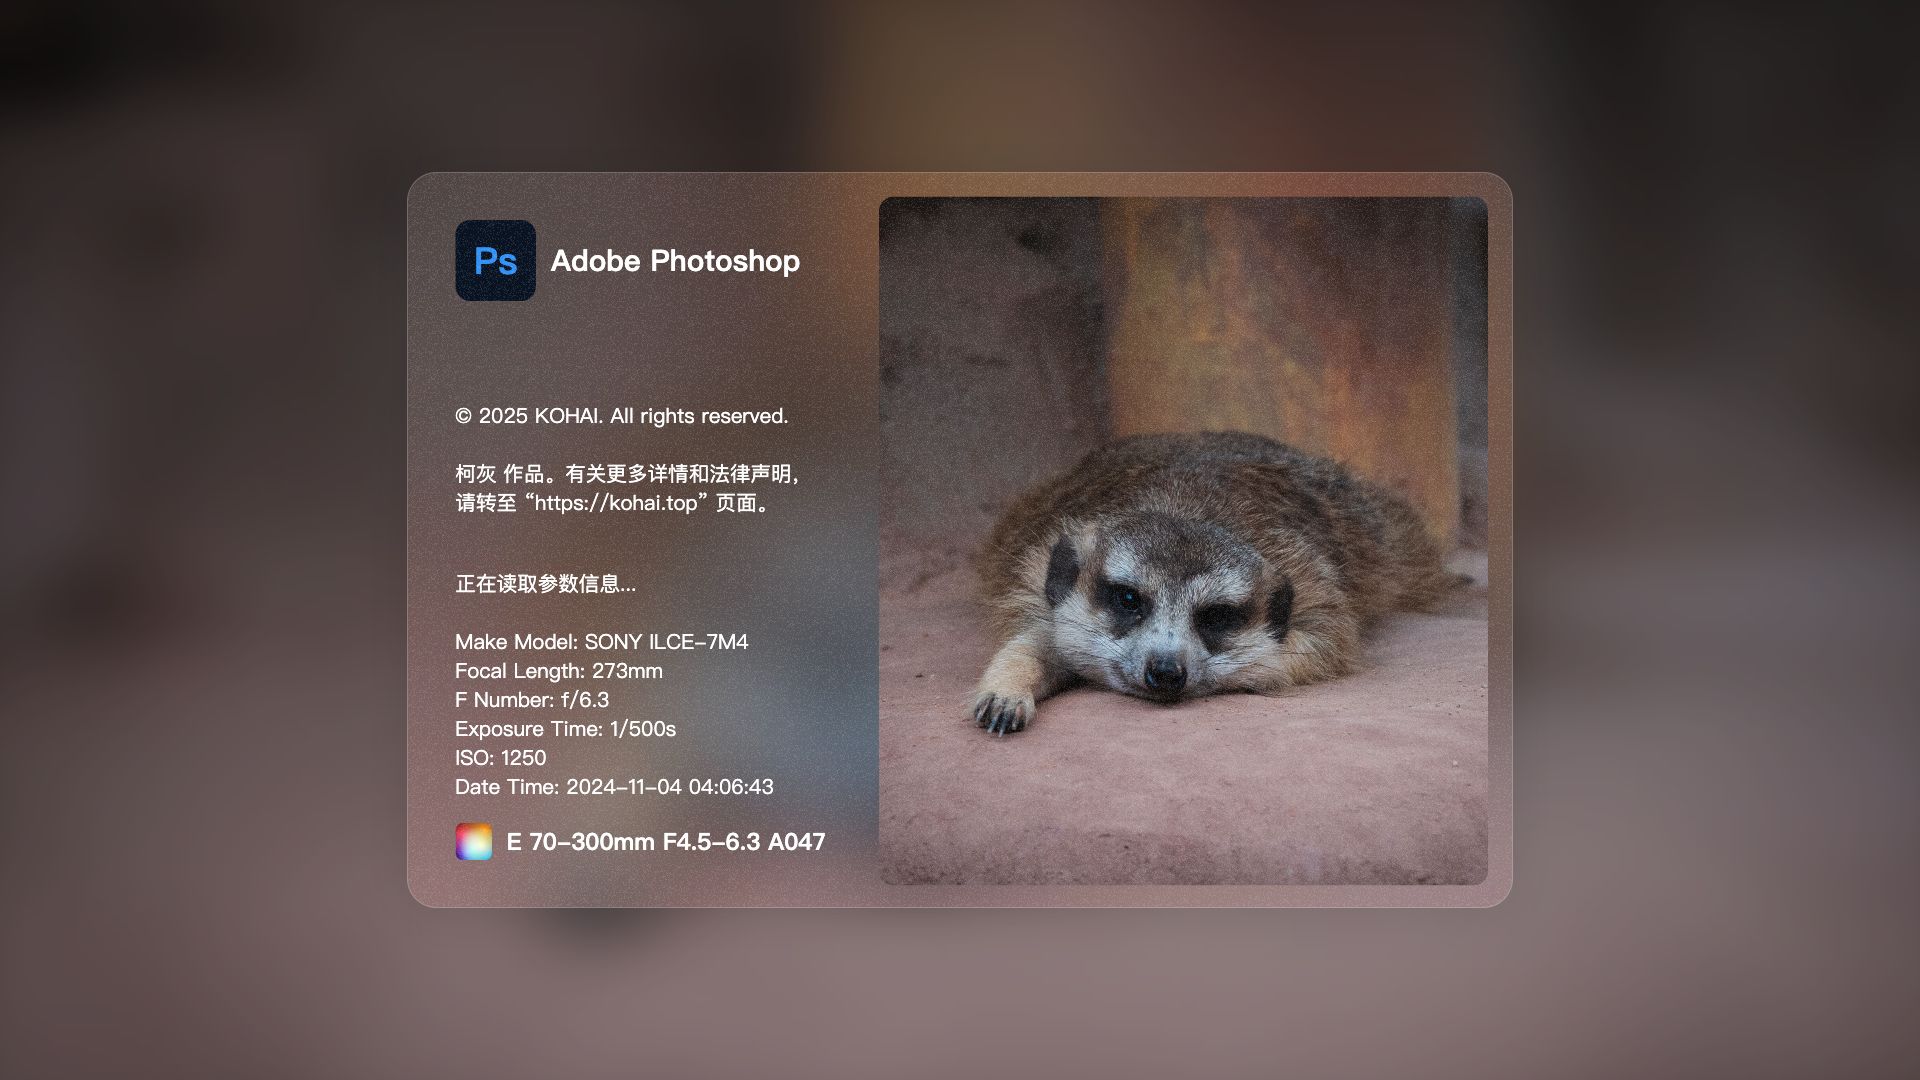 Ps
Adobe Photoshop
© 2025 KOHAI. All rights reserved.
柯灰 作品。有关更多详情和法律声明,
请转至 “https://kohai.top” 页面。
正在读取参数信息...
Make Model: SONY ILCE-7M4
Focal Length: 273mm
F Number: f/6.3
Exposure Time: 1/500s
ISO: 1250
Date Time: 2024-11-04 04:06:43
E 70-300mm F4.5-6.3 A047